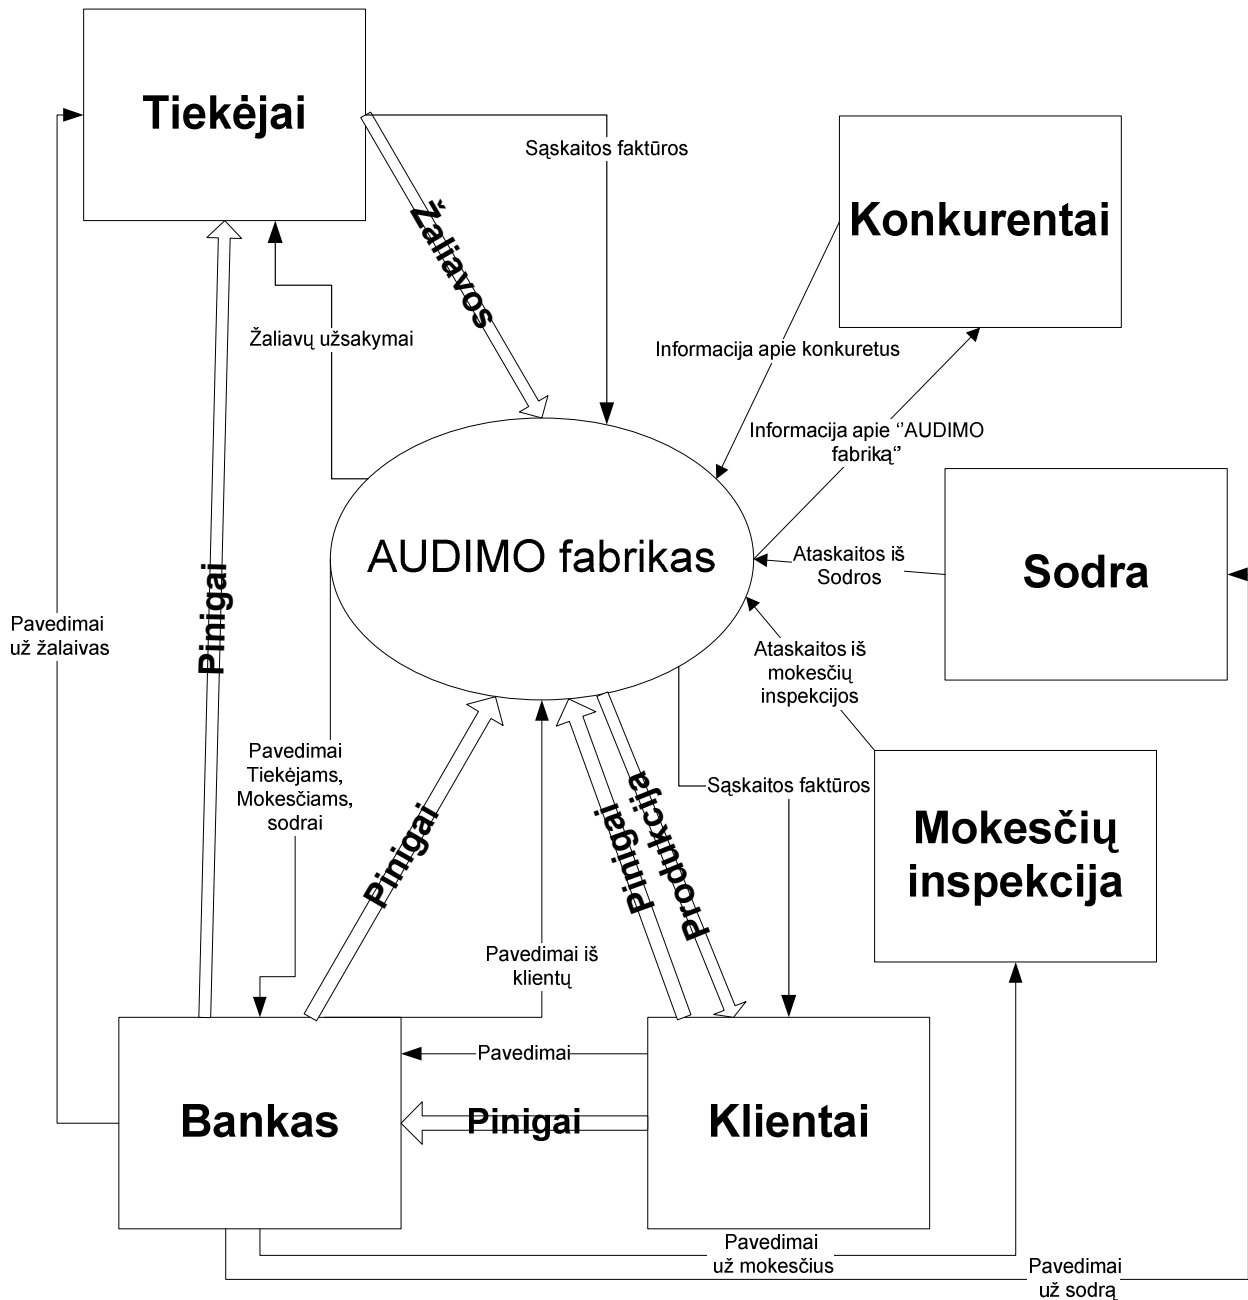 Tiekėjai
Sąskaitos faktūros
Konkurentai
Žaliavos
Žaliavų užsakymai
Informacija apie konkuretus
Informacija apie ‘’AUDIMO
fabriką’’
AUDIMO fabrikas
Ataskaitos iš
Sodros
Sodra
Pinigai
Pavedimai
už žalaivas
Ataskaitos iš
mokesčių
inspekcijos
Pavedimai
Tiekėjams,
Mokesčiams,
sodrai
Pinigai
Pinigai
Produkcija
Sąskaitos faktūros
Mokesčių
inspekcija
Pavedimai iš
klientų
Pavedimai
Bankas
Pinigai
Klientai
Pavedimai
už mokesčius
Pavedimai
už sodrą